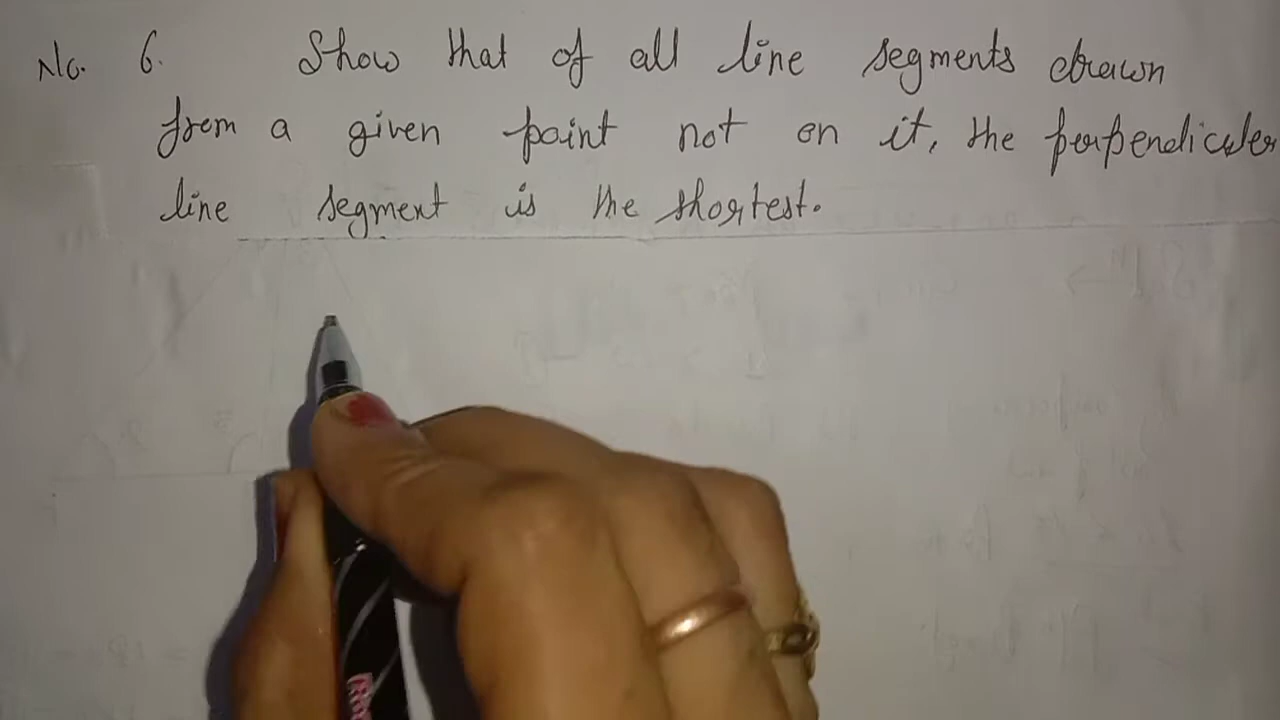 No. 6. Show that of all line segments drawn
from a given point not on it, the perpendicular
line segment is the shortest.